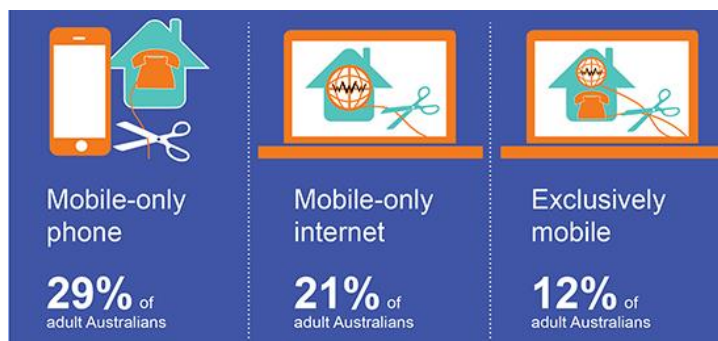 Mobile-only
phone
29% of
adult Australians
Mobile-only
internet
21% of
adult Australians
Exclusively
mobile
12% of
adult Australians